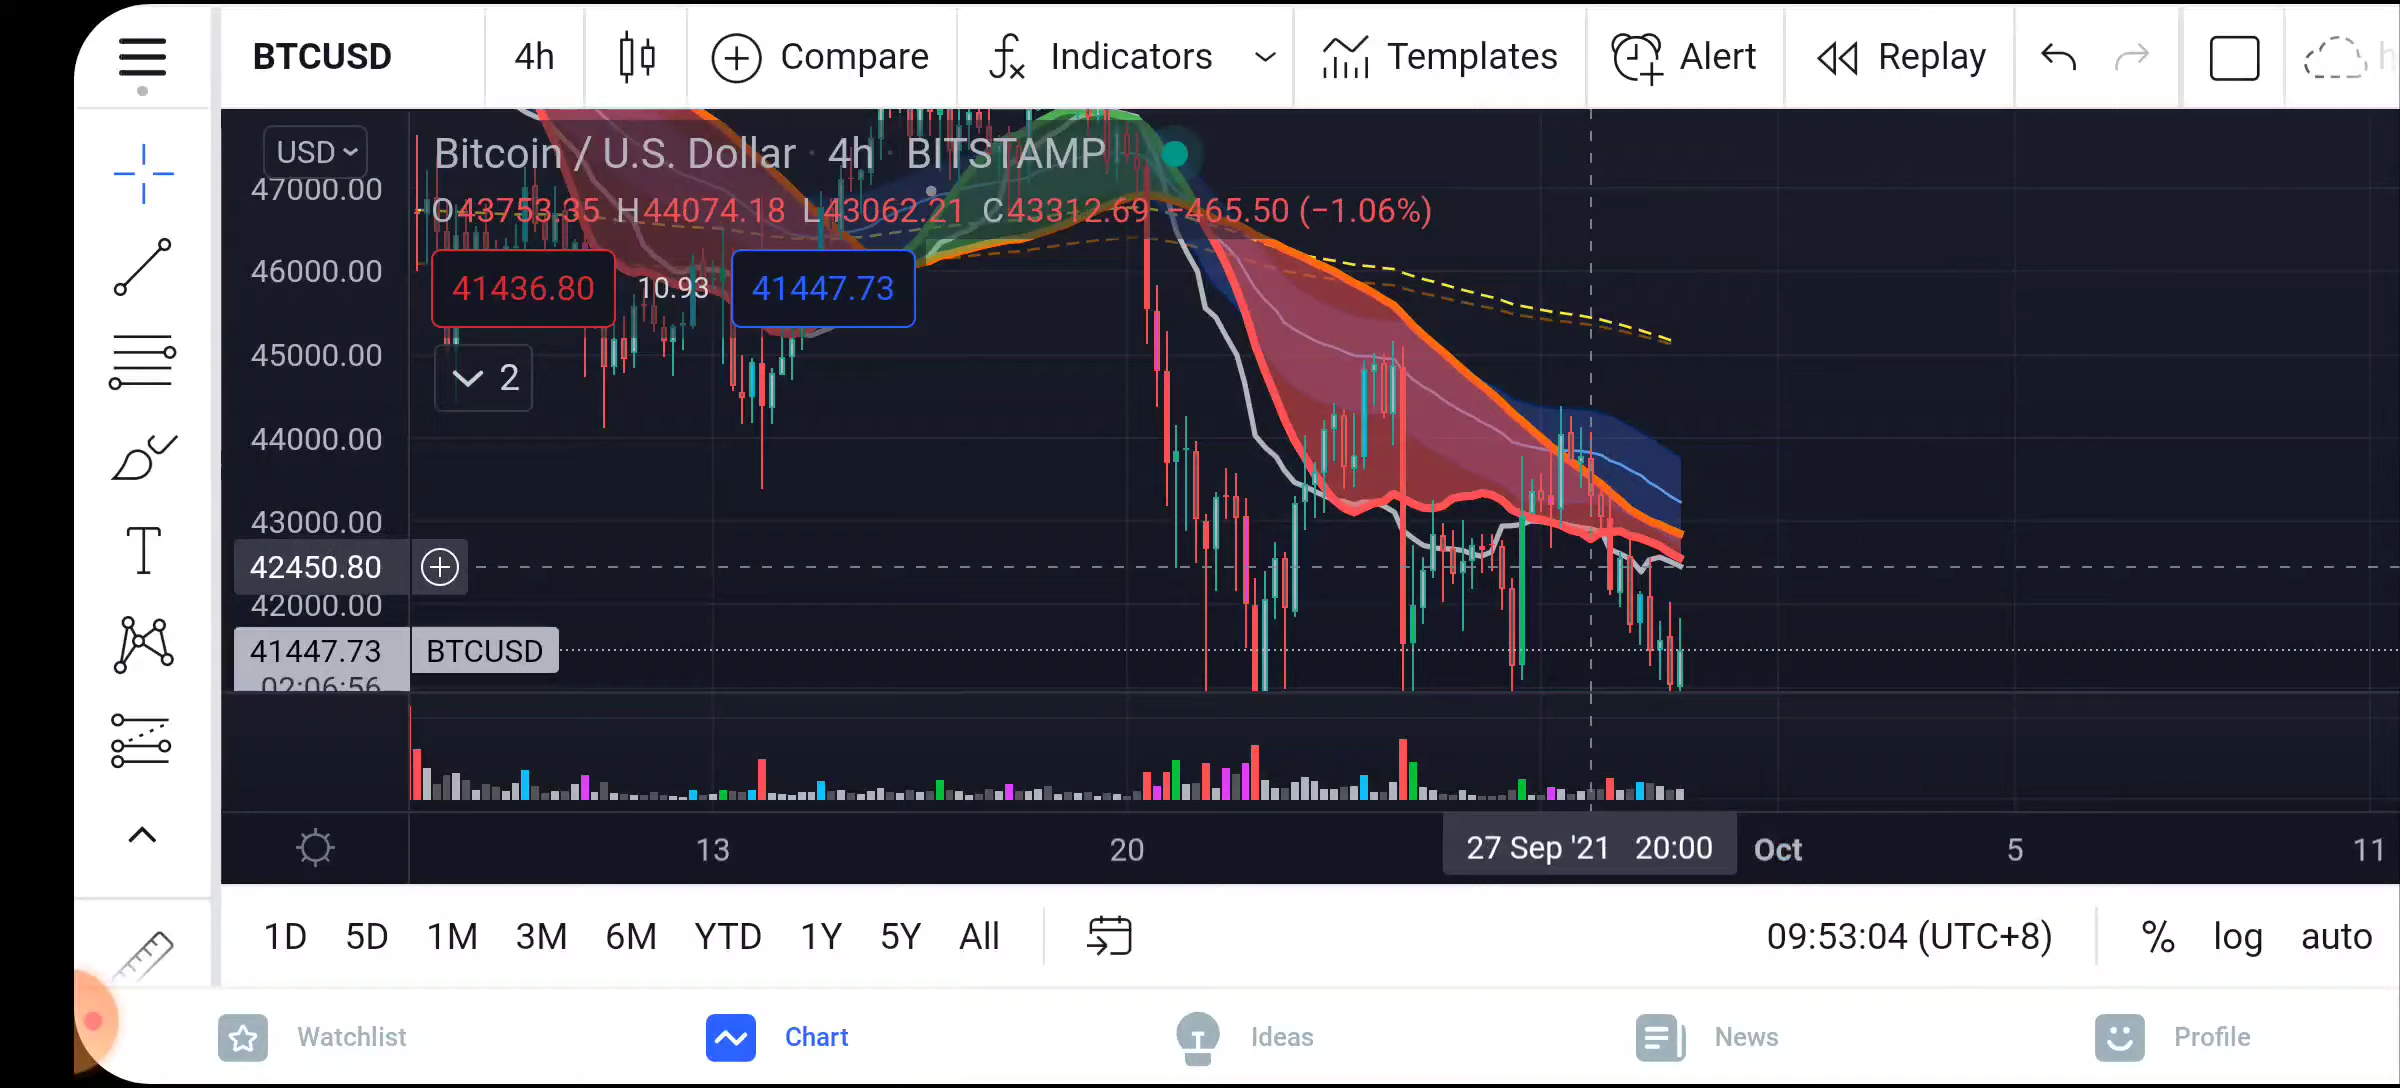 BTCUSD 4h Compare Indicators Templates Alert Replay
USD
Bitcoin / U.S. Dollar · 4h · BITSTAMP
O43753.35 H44074.18 L43062.21 C43312.69 −465.50 (−1.06%)
41436.80 10.93 41447.73
2
47000.00
46000.00
45000.00
44000.00
43000.00
42450.80
42000.00
41447.73 BTCUSD
02:06:56
13 20 27 Sep '21 20:00 Oct 5 11
1D 5D 1M 3M 6M YTD 1Y 5Y All 09:53:04 (UTC+8) % log auto
Watchlist Chart Ideas News Profile